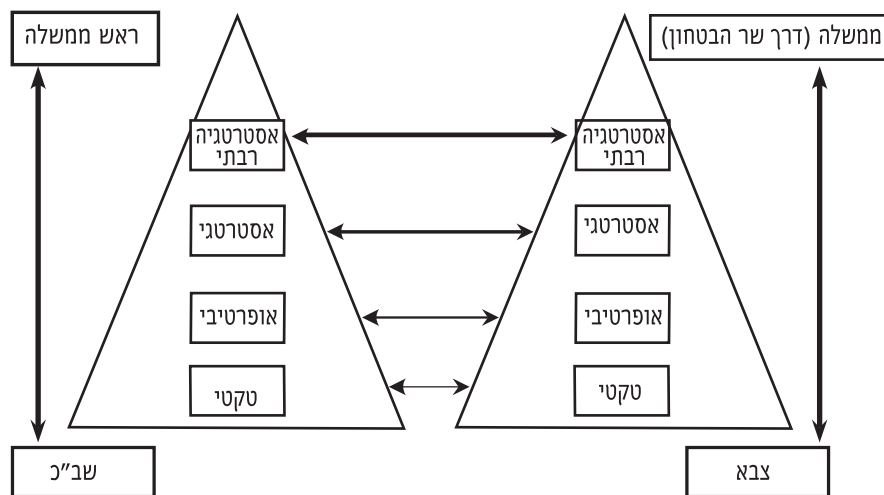 ממשלה (דרך שר הבטחון)
ראש ממשלה
אסטרטגיה
רבתי
אסטרטגיה
רבתי
אסטרטגי
אסטרטגי
אופרטיבי
אופרטיבי
טקטי
טקטי
צבא
שב"כ